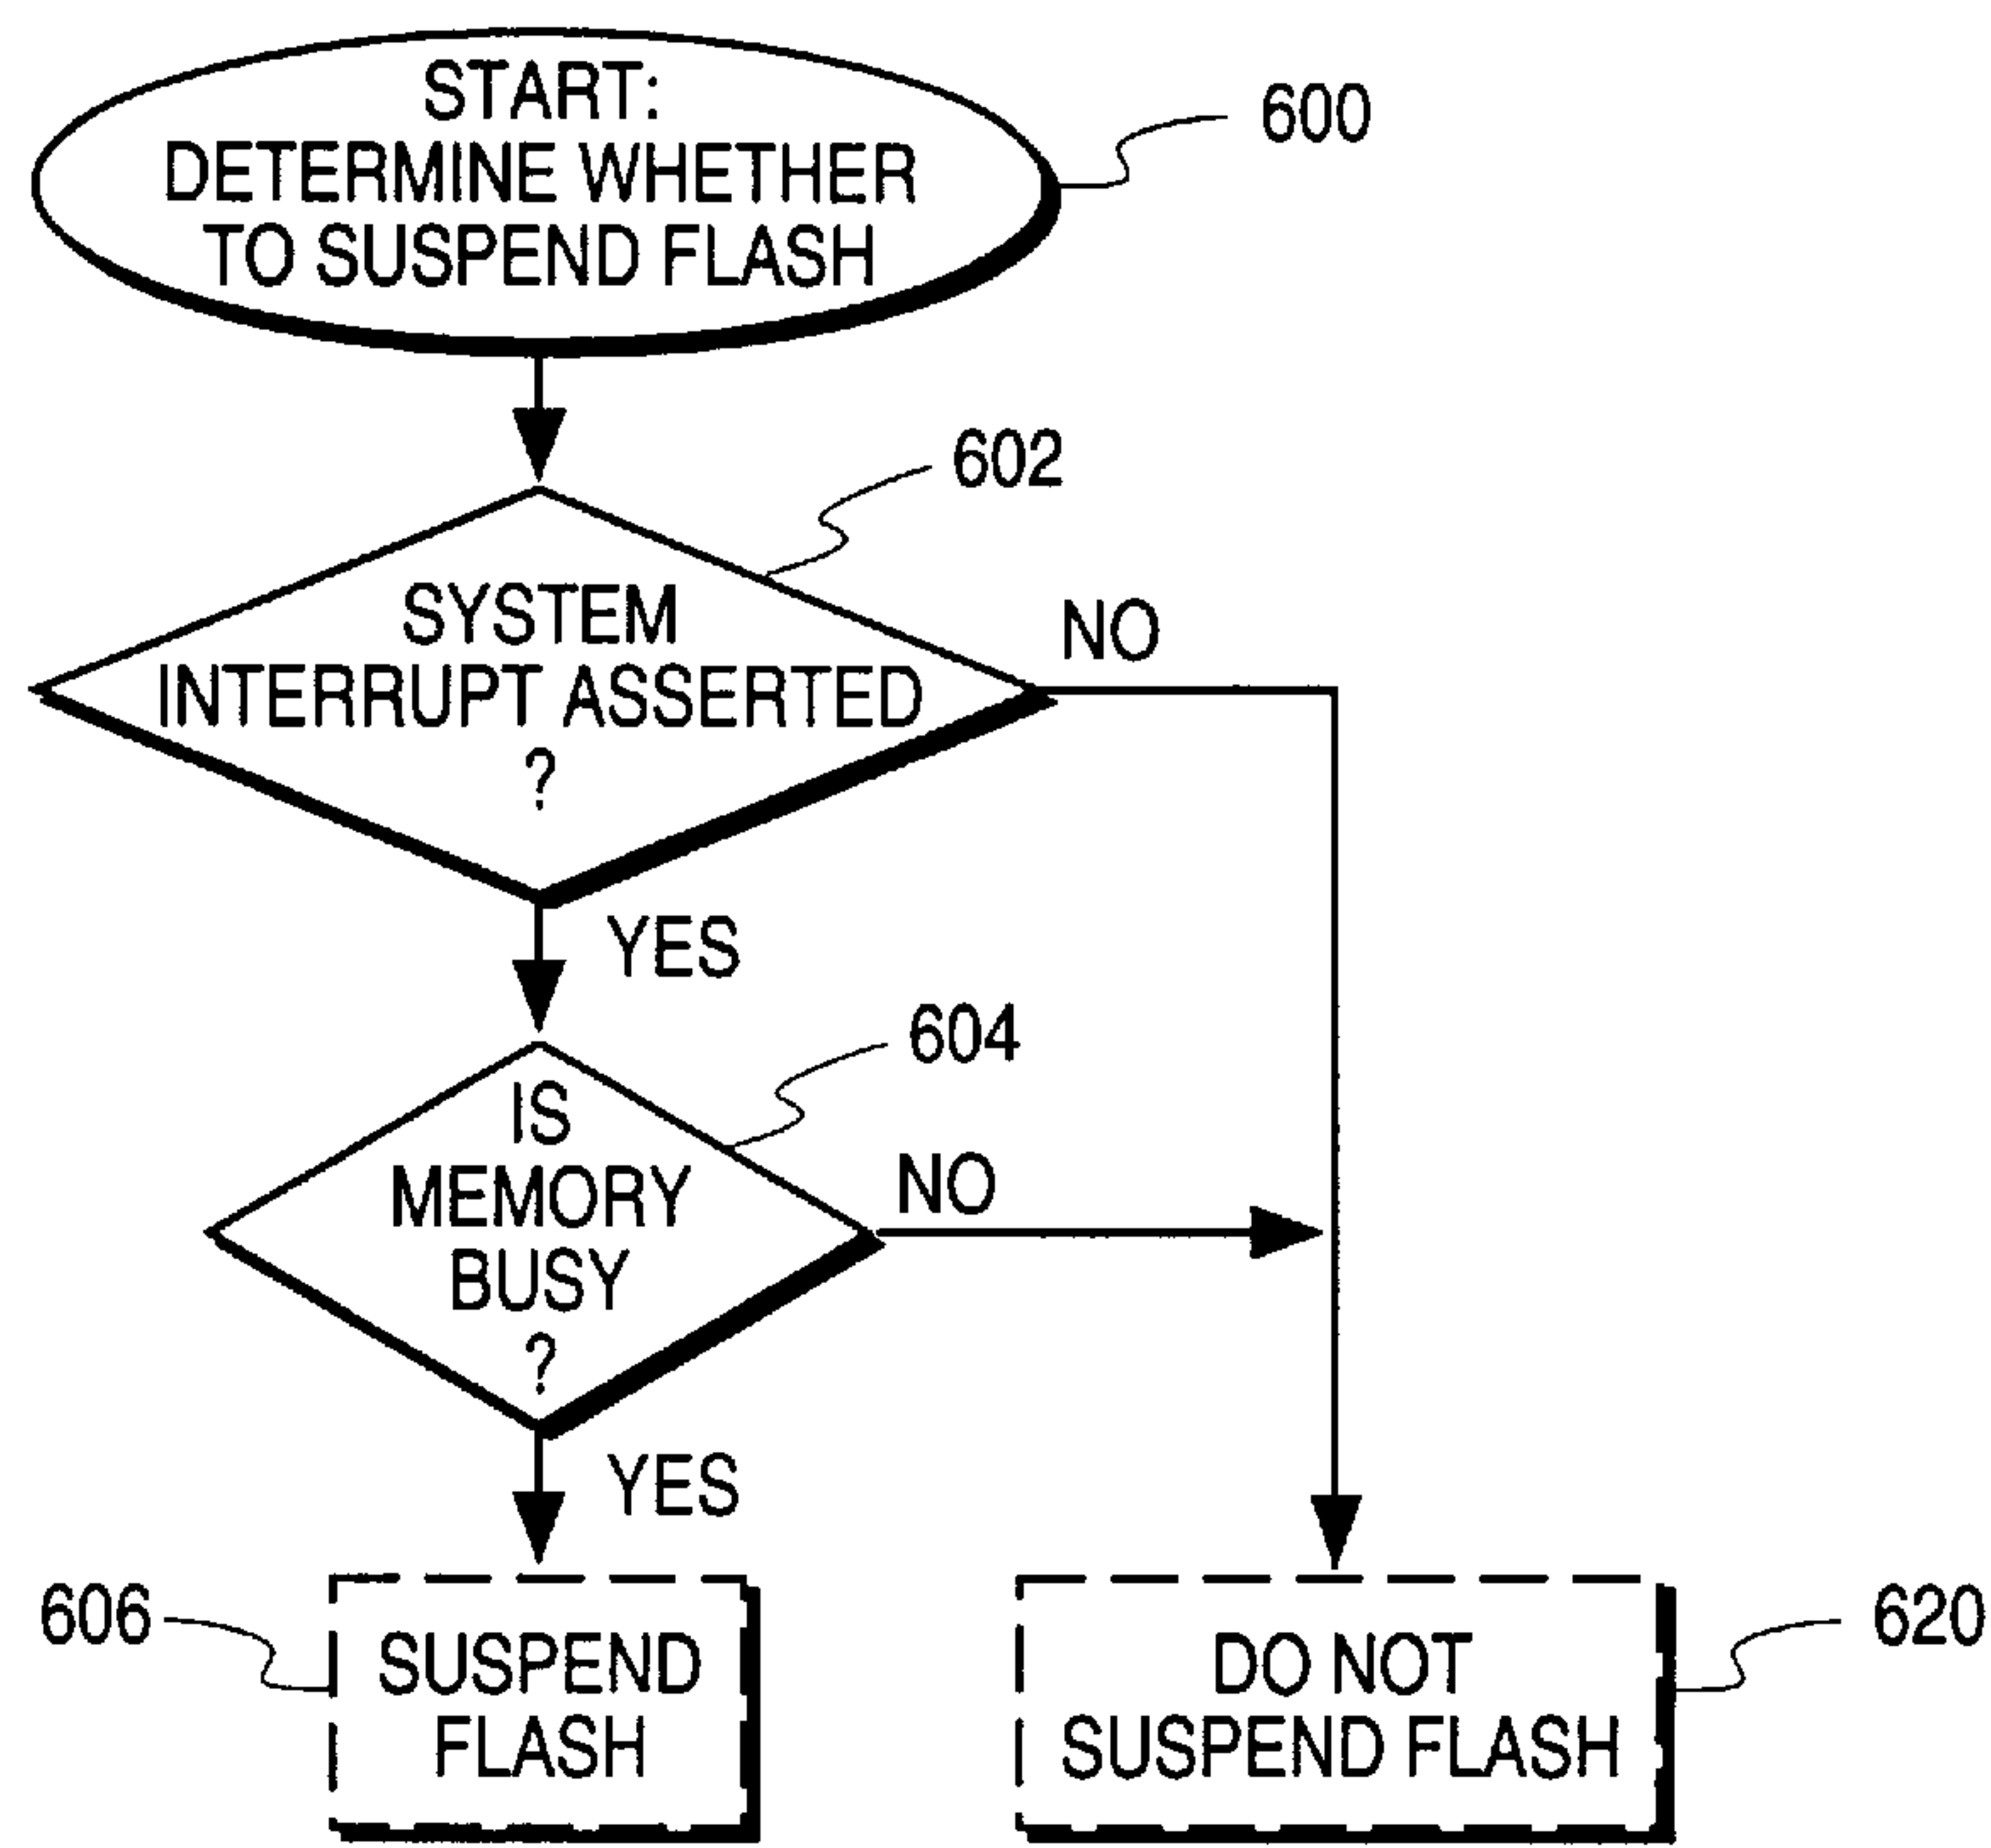 START:
DETERMINE WHETHER
TO SUSPEND FLASH
600
602
SYSTEM
INTERRUPT ASSERTED
?
NO
YES
604
IS
MEMORY
BUSY
?
NO
YES
606
SUSPEND
FLASH
DO NOT
SUSPEND FLASH
620